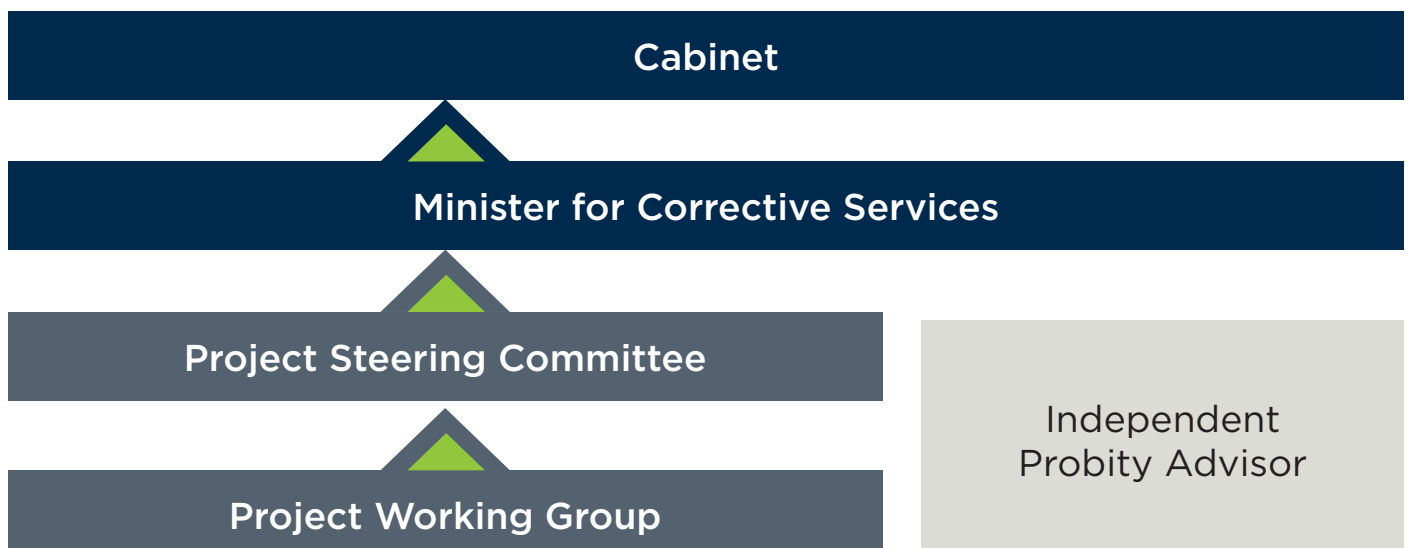 Cabinet
Minister for Corrective Services
Project Steering Committee
Project Working Group
Independent
Probity Advisor